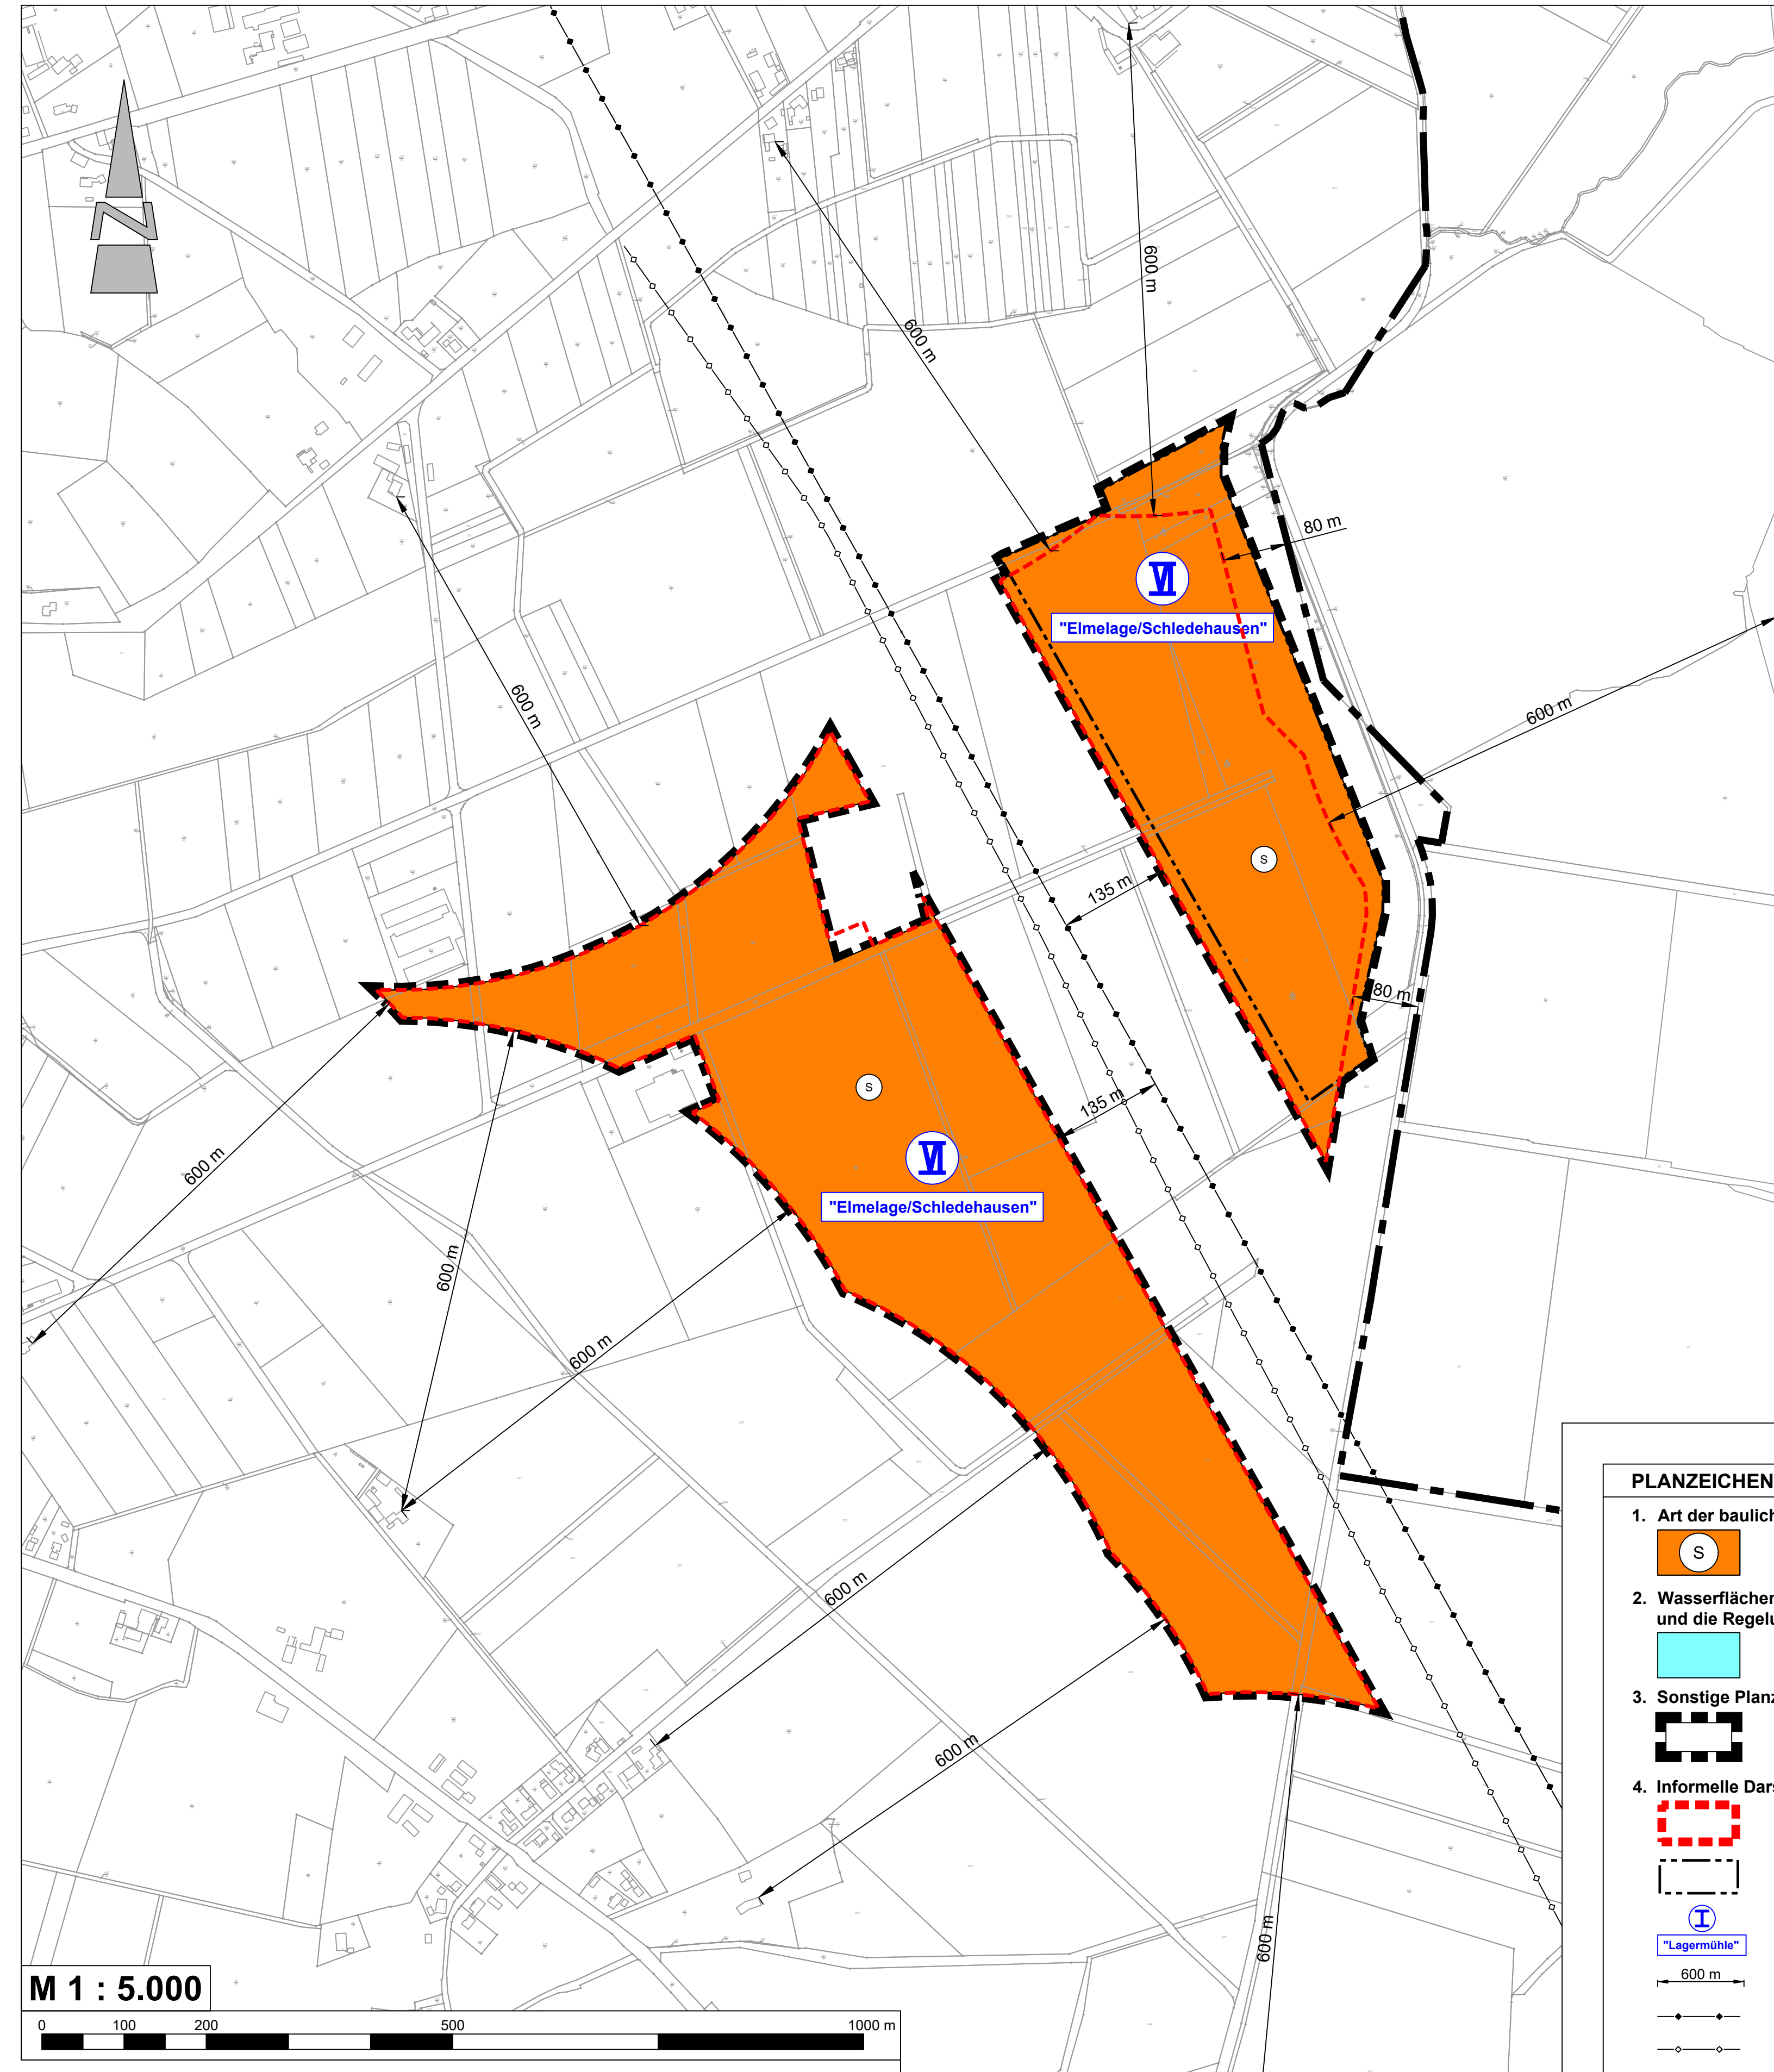 N
600 m
600 m
80 m
VI
"Elmelage/Schledehausen"
600 m
600 m
S
135 m
80 m
S
135 m
VI
"Elmelage/Schledehausen"
600 m
600 m
600 m
600 m
600 m
600 m
PLANZEICHEN
1. Art der baulich
S
2. Wasserflächen
und die Regelu
3. Sonstige Planz
4. Informelle Dars
I
"Lagermühle"
600 m
M 1 : 5.000
0 100 200 500 1000 m